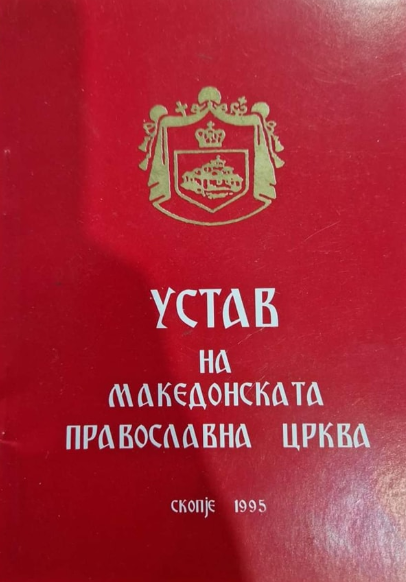 УСТАВ
НА
МАКЕДОНСКАТА
ПРАВОСЛАВНА ЦРКВА
СКОПЈЕ 1995